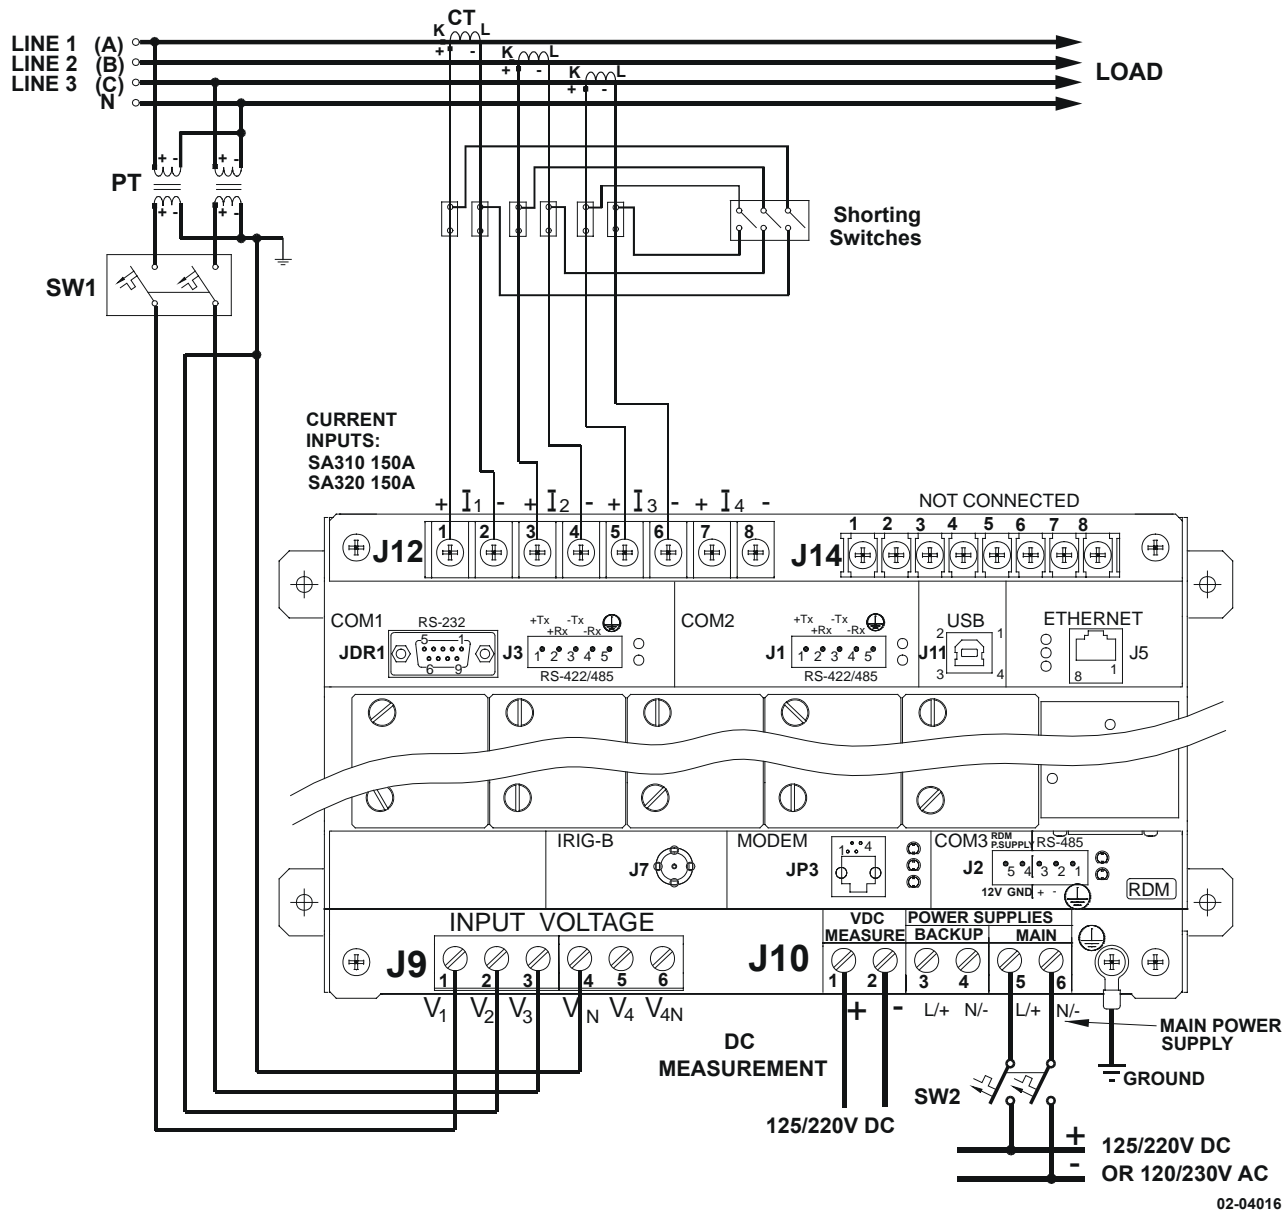 CT
K L
+ -
LINE 1 (A)
LINE 2 (B)
LINE 3 (C)
N
K L
+ -
K L
+ -
LOAD
+ - + -
PT
+ - + -
Shorting
Switches
SW1
CURRENT
INPUTS:
SA310 150A
SA320 150A
+ I1 - + I2 - + I3 - + I4 -
NOT CONNECTED
J12 1 2 3 4 5 6 7 8
J14 1 2 3 4 5 6 7 8
COM1 RS-232
JDR1 5 1
6 9
+Tx -Tx
+Rx -Rx
J3 1 2 3 4 5
RS-422/485
COM2
+Tx -Tx
+Rx -Rx
J1 1 2 3 4 5
RS-422/485
USB
2 1
J11
3 4
ETHERNET
J5
8 1
IRIG-B
J7
MODEM
1 4
JP3
COM3 RDM P.SUPPLY RS-485
J2 5 4 3 2 1
12V GND + -
RDM
INPUT VOLTAGE
J9 1 2 3 4 5 6
V1 V2 V3 VN V4 V4N
VDC
MEASURE
POWER SUPPLIES
BACKUP MAIN
J10 1 2 3 4 5 6
+ - L/+ N/- L/+ N/-
MAIN POWER
SUPPLY
DC
MEASUREMENT
GROUND
SW2
125/220V DC
+ 125/220V DC
- OR 120/230V AC
02-04016